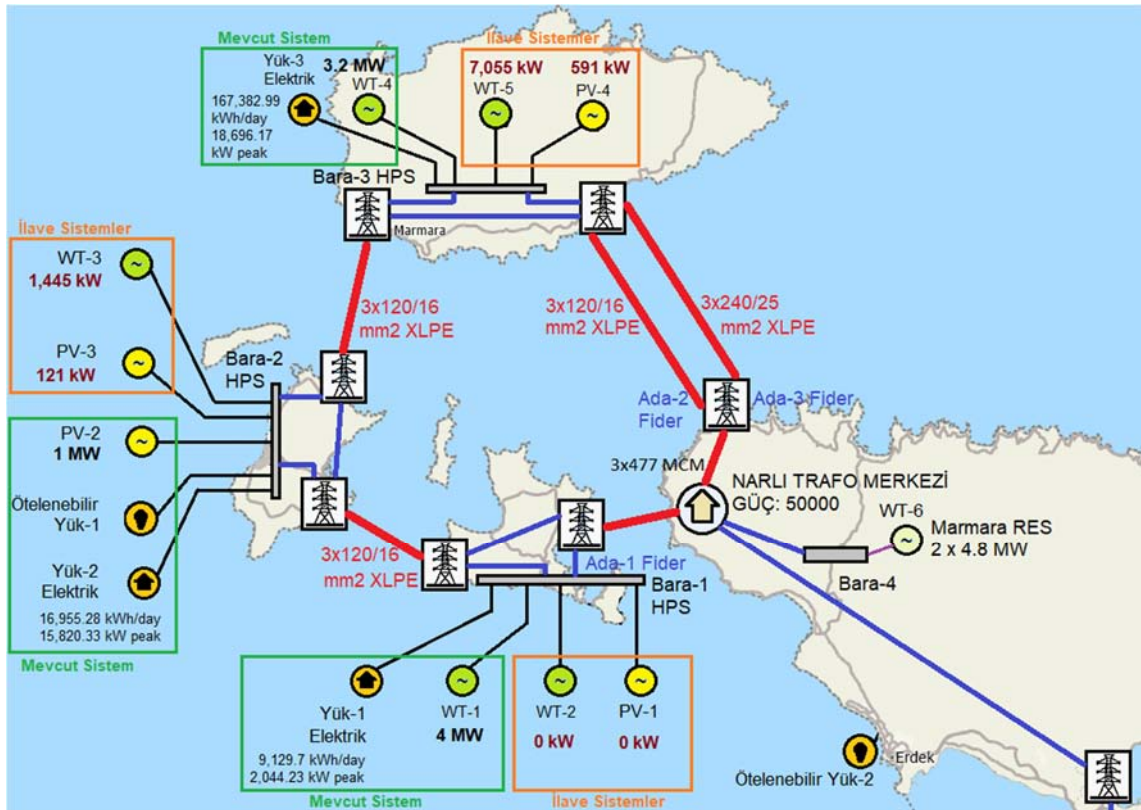 Mevcut Sistem
Yük-3
Elektrik
3.2 MW
WT-4
167,382.99
kWh/day
18,696.17
kW peak
İlave Sistemler
7,055 kW
591 kW
WT-5
PV-4
Bara-3 HPS
Marmara
İlave Sistemler
WT-3
1,445 kW
PV-3
121 kW
3x120/16
mm2 XLPE
3x120/16
mm2 XLPE
3x240/25
mm2 XLPE
Bara-2
HPS
PV-2
1 MW
Ötelenebilir
Yük-1
Yük-2
Elektrik
16,955.28 kWh/day
15,820.33 kW peak
Mevcut Sistem
Ada-2
Fider
Ada-3 Fider
3x477 MCM
NARLI TRAFO MERKEZİ
GÜÇ: 50000
WT-6
Marmara RES
2 x 4.8 MW
Bara-4
3x120/16
mm2 XLPE
Ada-1 Fider
Bara-1
HPS
Yük-1
Elektrik
9,129.7 kWh/day
2,044.23 kW peak
WT-1
4 MW
Mevcut Sistem
WT-2
0 kW
PV-1
0 kW
İlave Sistemler
Erdek
Ötelenebilir Yük-2